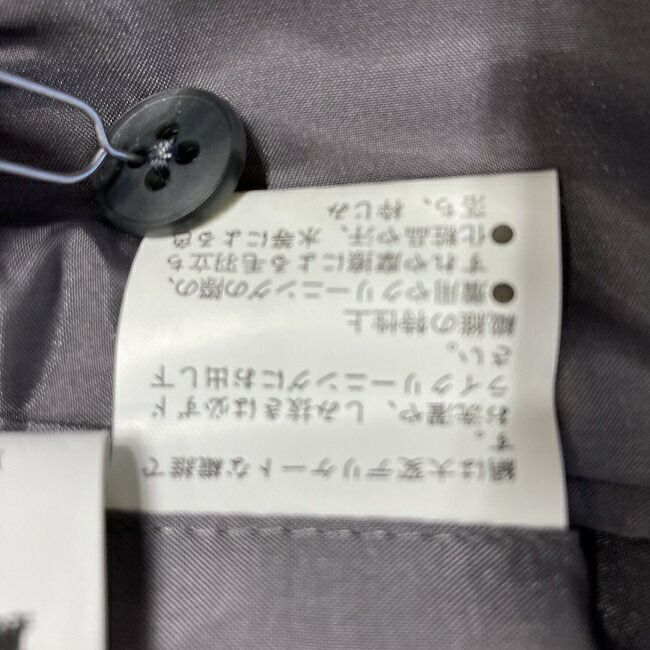 絹は大変デリケートな繊維で
す。
お洗濯や、しみ抜きは必ずド
ライクリーニングにお出し下
さい。
繊維の特性上
●着用やクリーニングの際の、
すれや摩擦による毛羽立ち
●化粧品や汗、水等による色
落ち、枠じみ